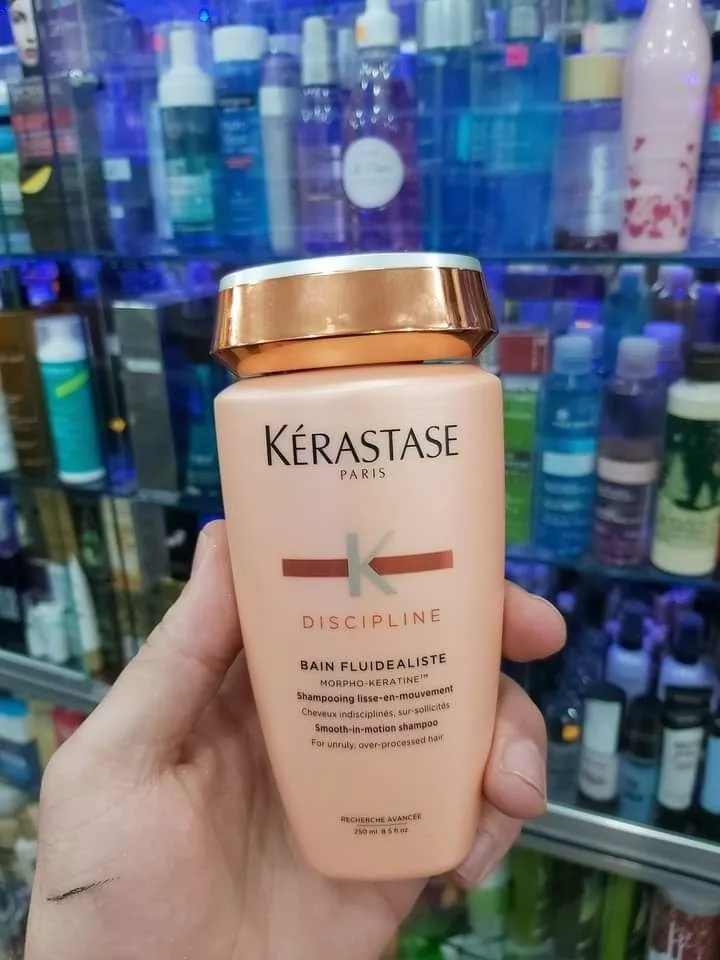 KÉRASTASE
PARIS
K
DISCIPLINE
BAIN FLUIDEALISTE
MORPHO-KERATINE™
Shampooing lisse-en-mouvement
Cheveux indisciplinés, sur-sollicités
Smooth-in-motion shampoo
For unruly, over-processed hair
RECHERCHE AVANCÉE
250 ml 8.5 fl oz